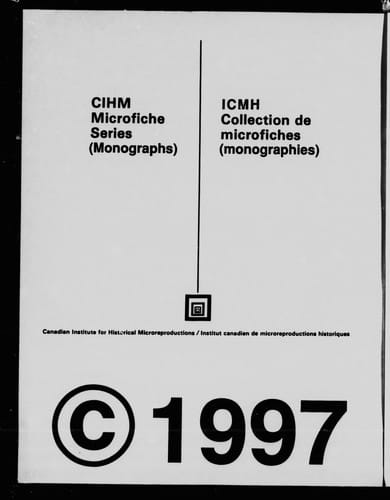 CIHM
Microfiche
Series
(Monographs)
ICMH
Collection de
microfiches
(monographies)
Canadian Institute for Historical Microreproductions / Institut canadien de microreproductions historiques
© 1997